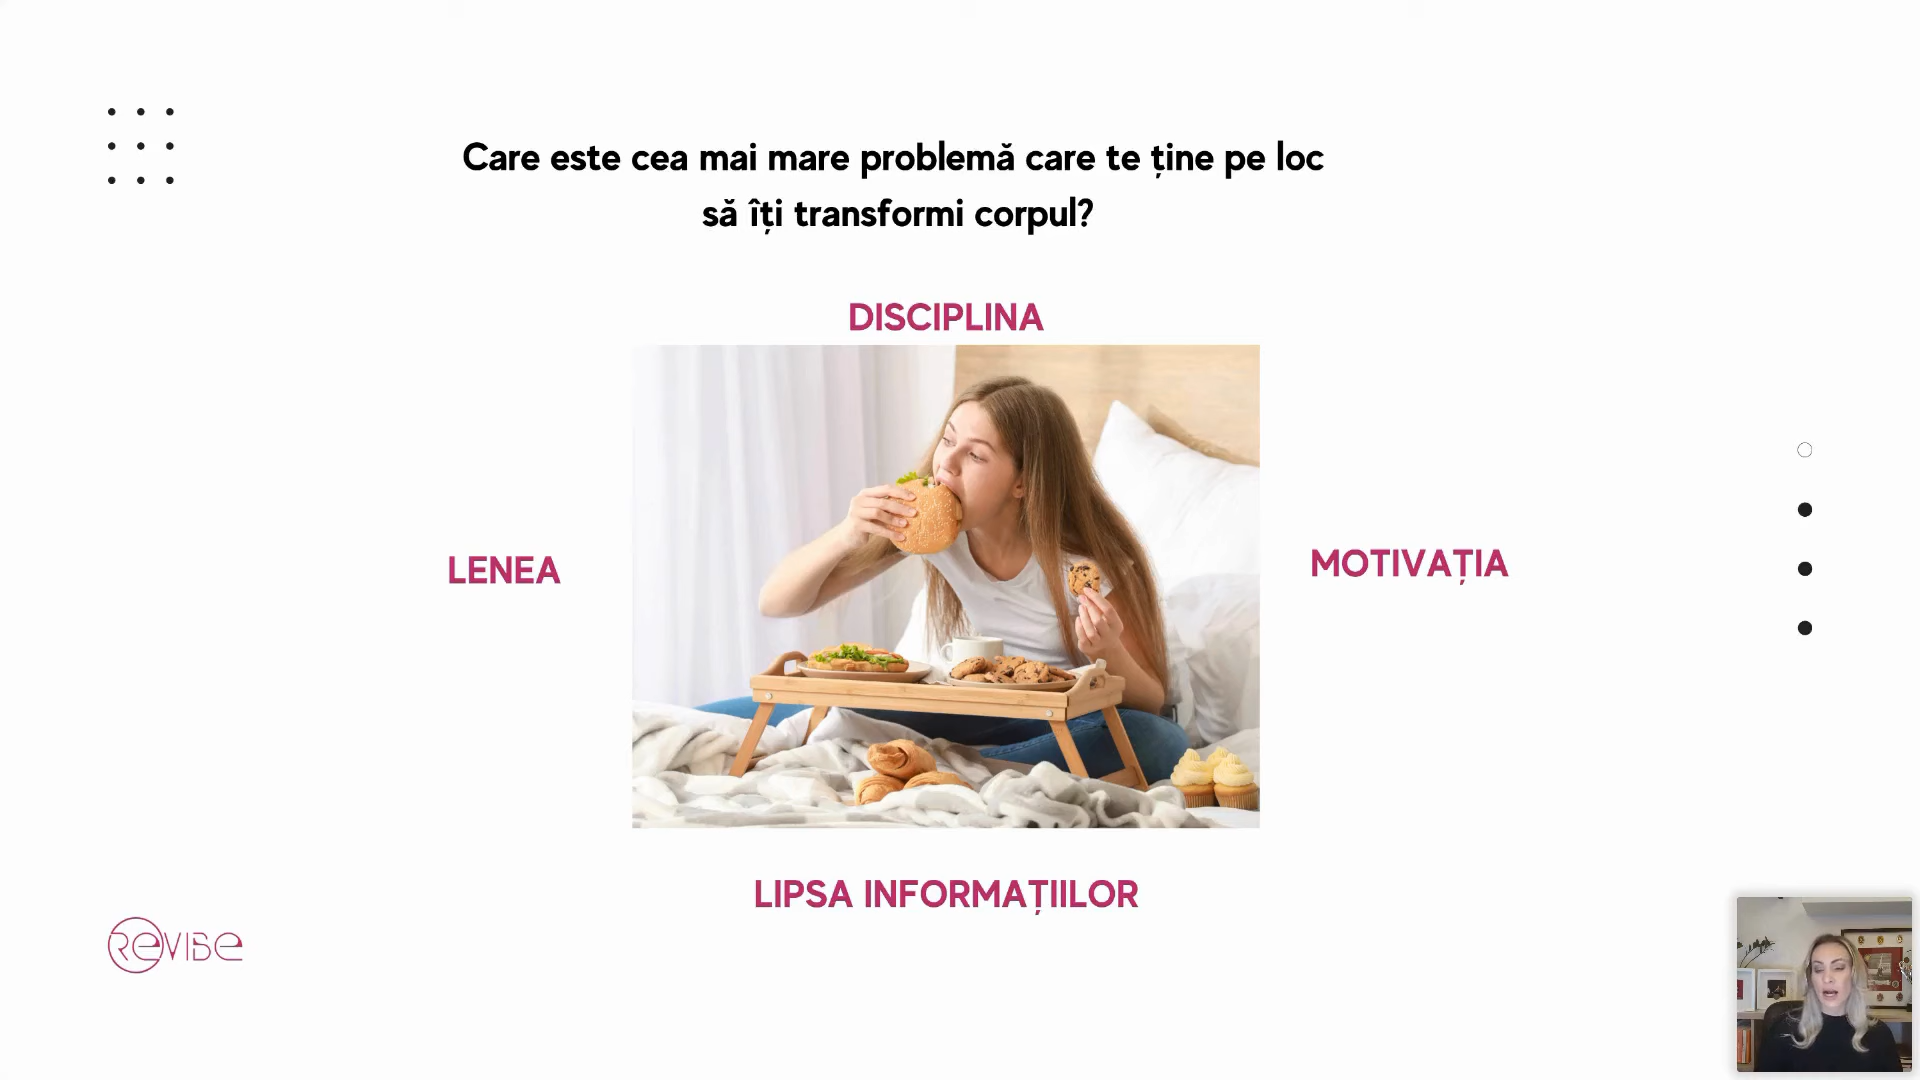 Care este cea mai mare problemă care te ține pe loc
să îți transformi corpul?
DISCIPLINA
LENEA
MOTIVAȚIA
LIPSA INFORMAȚIILOR
REVIBE